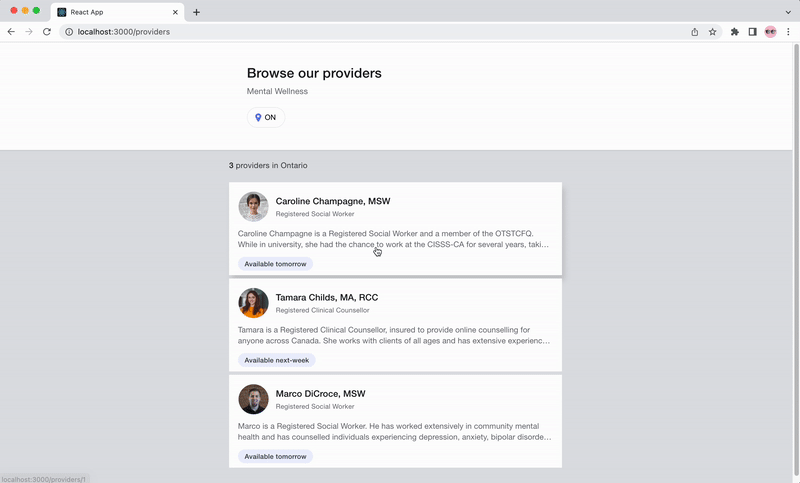 React App
localhost:3000/providers
Browse our providers
Mental Wellness
ON
3 providers in Ontario
Caroline Champagne, MSW
Registered Social Worker
Caroline Champagne is a Registered Social Worker and a member of the OTSTCFQ.
While in university, she had the chance to work at the CISSS-CA for several years, taki...
Available tomorrow
Tamara Childs, MA, RCC
Registered Clinical Counsellor
Tamara is a Registered Clinical Counsellor, insured to provide online counselling for
anyone across Canada. She works with clients of all ages and has extensive experienc...
Available next-week
Marco DiCroce, MSW
Registered Social Worker
Marco is a Registered Social Worker. He has worked extensively in community mental
health and has counselled individuals experiencing depression, anxiety, bipolar disorde...
Available tomorrow
localhost:3000/providers/1